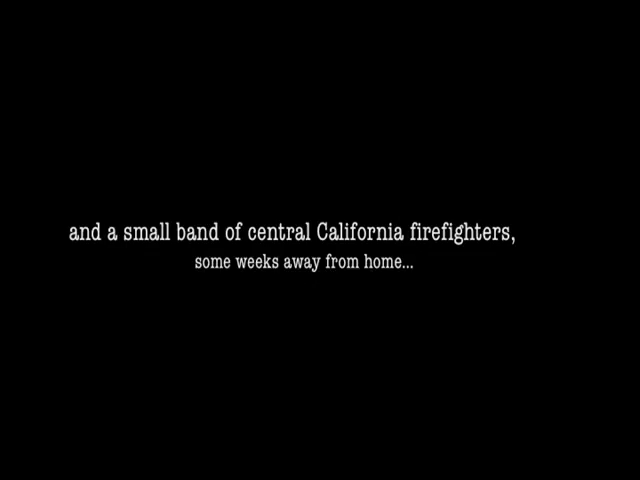 and a small band of central California firefighters,
some weeks away from home...